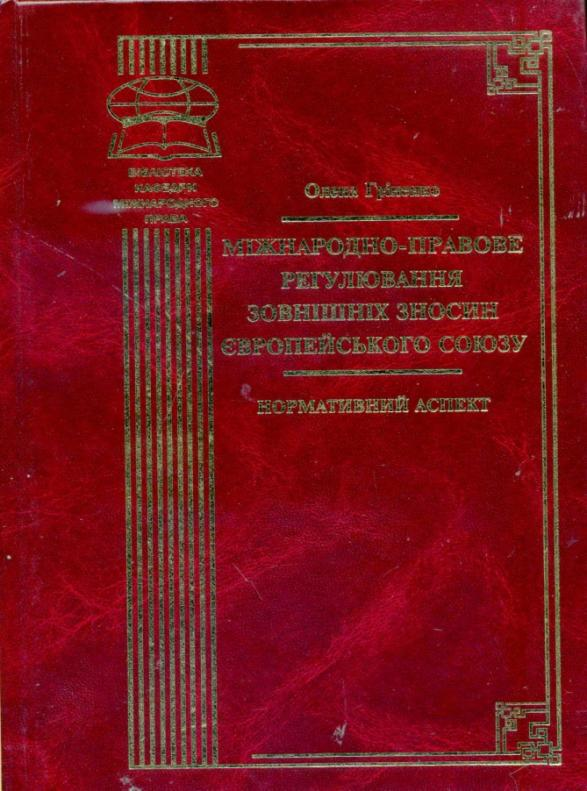 БІБЛІОТЕКА
КАФЕДРИ
МІЖНАРОДНОГО
ПРАВА
Олена Гріненко
МІЖНАРОДНО-ПРАВОВЕ
РЕГУЛЮВАННЯ
ЗОВНІШНІХ ЗНОСИН
ЄВРОПЕЙСЬКОГО СОЮЗУ
НОРМАТИВНИЙ АСПЕКТ